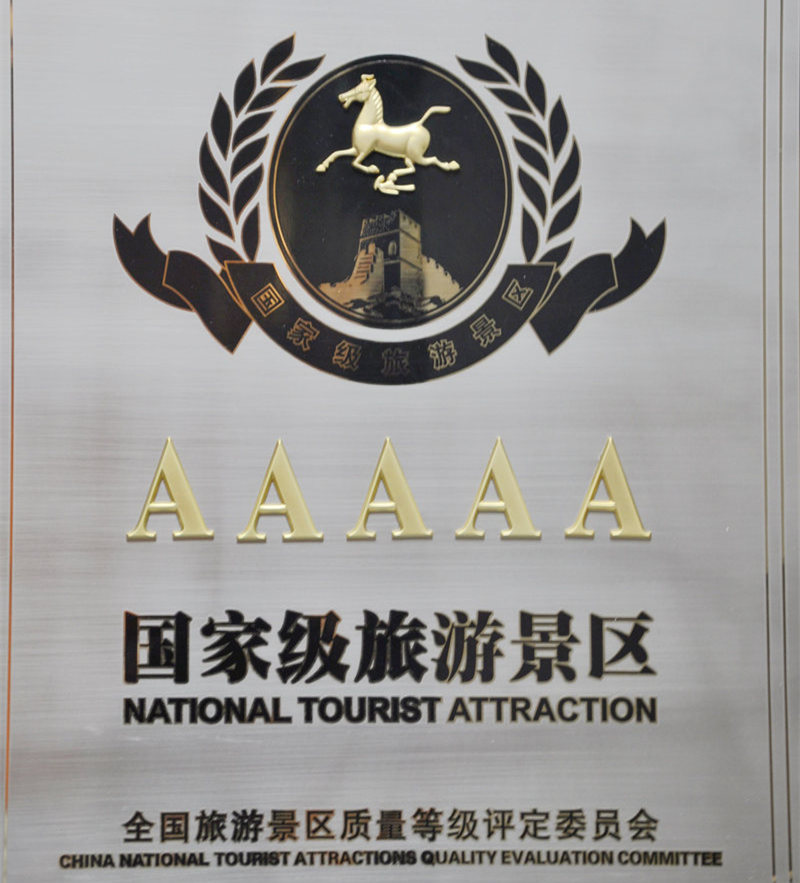 国家级旅游景区
AAAAA
国家级旅游景区
NATIONAL TOURIST ATTRACTION
全国旅游景区质量等级评定委员会
CHINA NATIONAL TOURIST ATTRACTIONS QUALITY EVALUATION COMMITTEE